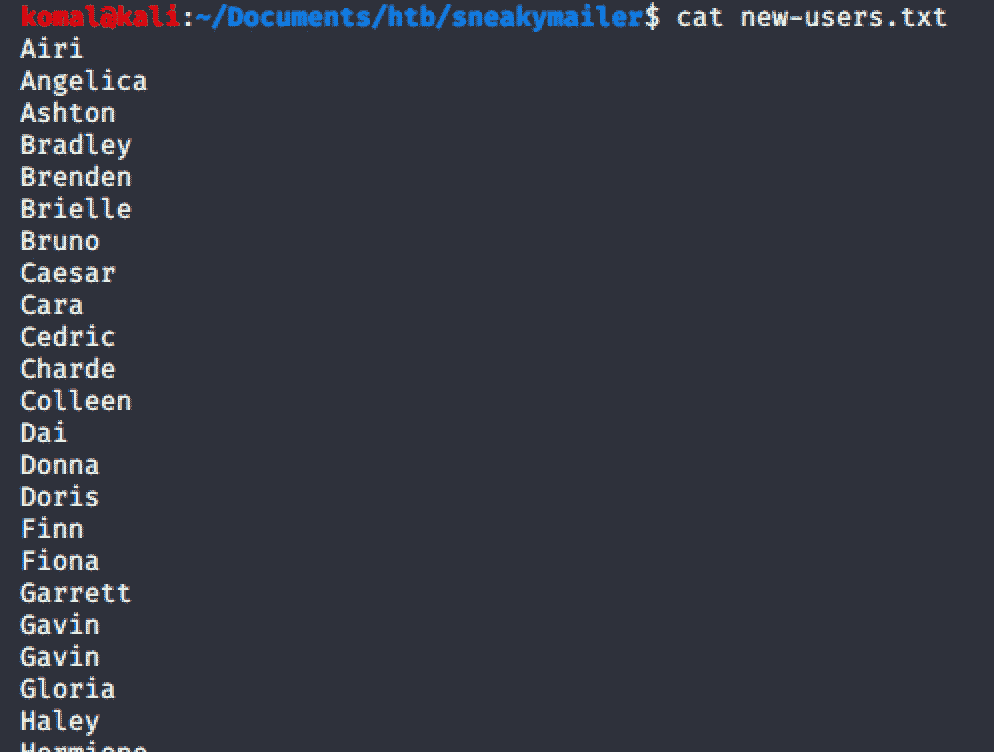 komal@kali:~/Documents/htb/sneakymailer$ cat new-users.txt
Airi
Angelica
Ashton
Bradley
Brenden
Brielle
Bruno
Caesar
Cara
Cedric
Charde
Colleen
Dai
Donna
Doris
Finn
Fiona
Garrett
Gavin
Gavin
Gloria
Haley
Hermione